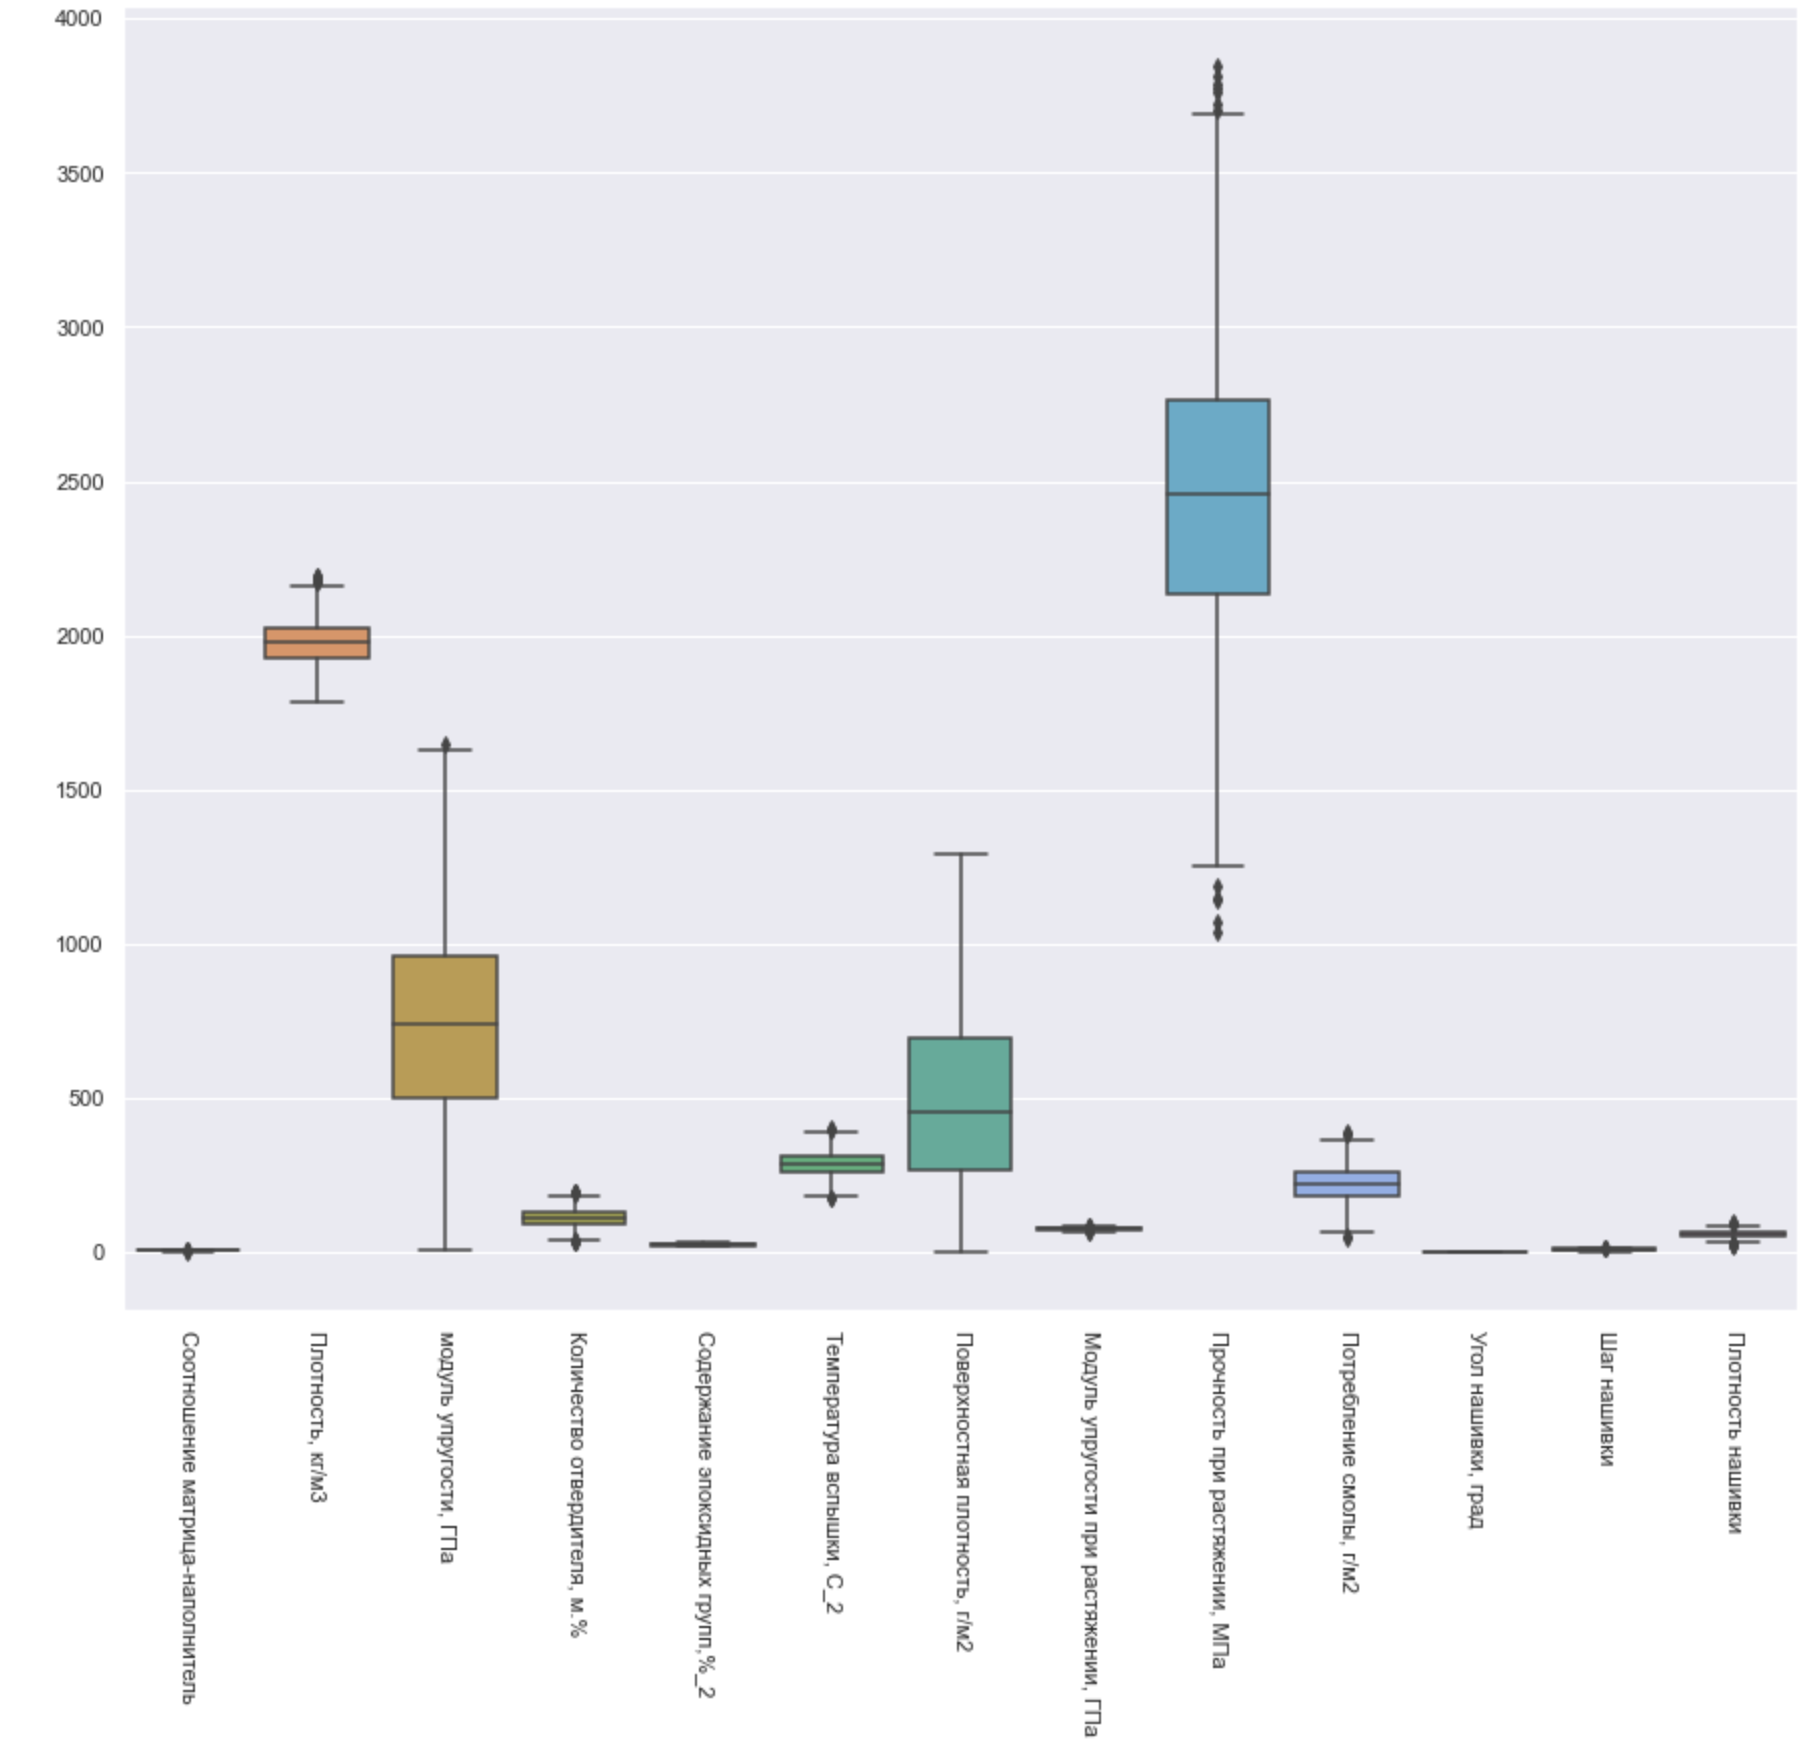 4000
3500
3000
2500
2000
1500
1000
500
0
Соотношение матрица-наполнитель
Плотность, кг/м3
модуль упругости, ГПа
Количество отвердителя, м.%
Содержание эпоксидных групп,%_2
Температура вспышки, С_2
Поверхностная плотность, г/м2
Модуль упругости при растяжении, ГПа
Прочность при растяжении, МПа
Потребление смолы, г/м2
Угол нашивки, град
Шаг нашивки
Плотность нашивки